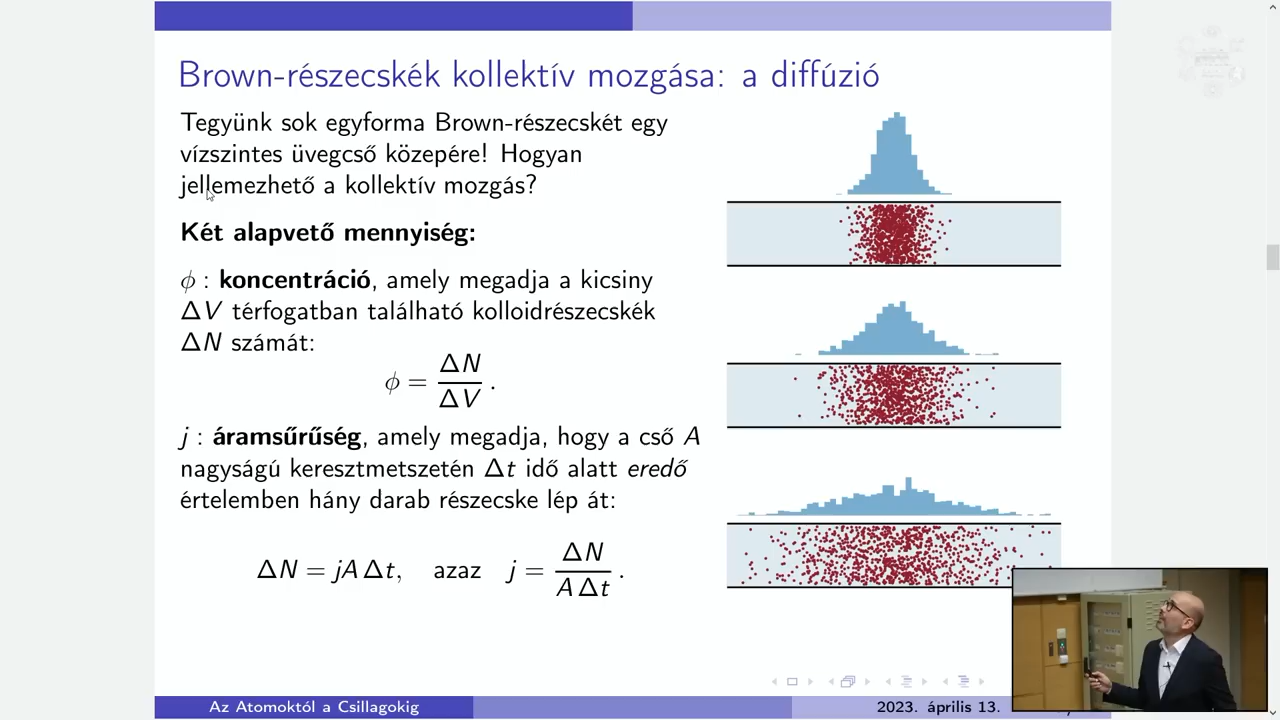 Brown-részecskék kollektív mozgása: a diffúzió
Tegyünk sok egyforma Brown-részecskét egy
vízszintes üvegcső közepére! Hogyan
jellemezhető a kollektív mozgás?
Két alapvető mennyiség:
ϕ : koncentráció, amely megadja a kicsiny
ΔV térfogatban található kolloidrészecskék
ΔN számát:
ϕ = ΔN / ΔV .
j : áramsűrűség, amely megadja, hogy a cső A
nagyságú keresztmetszetén Δt idő alatt eredő
értelemben hány darab részecske lép át:
ΔN = jA Δt, azaz j = ΔN / A Δt .
Az Atomoktól a Csillagokig
2023. április 13.